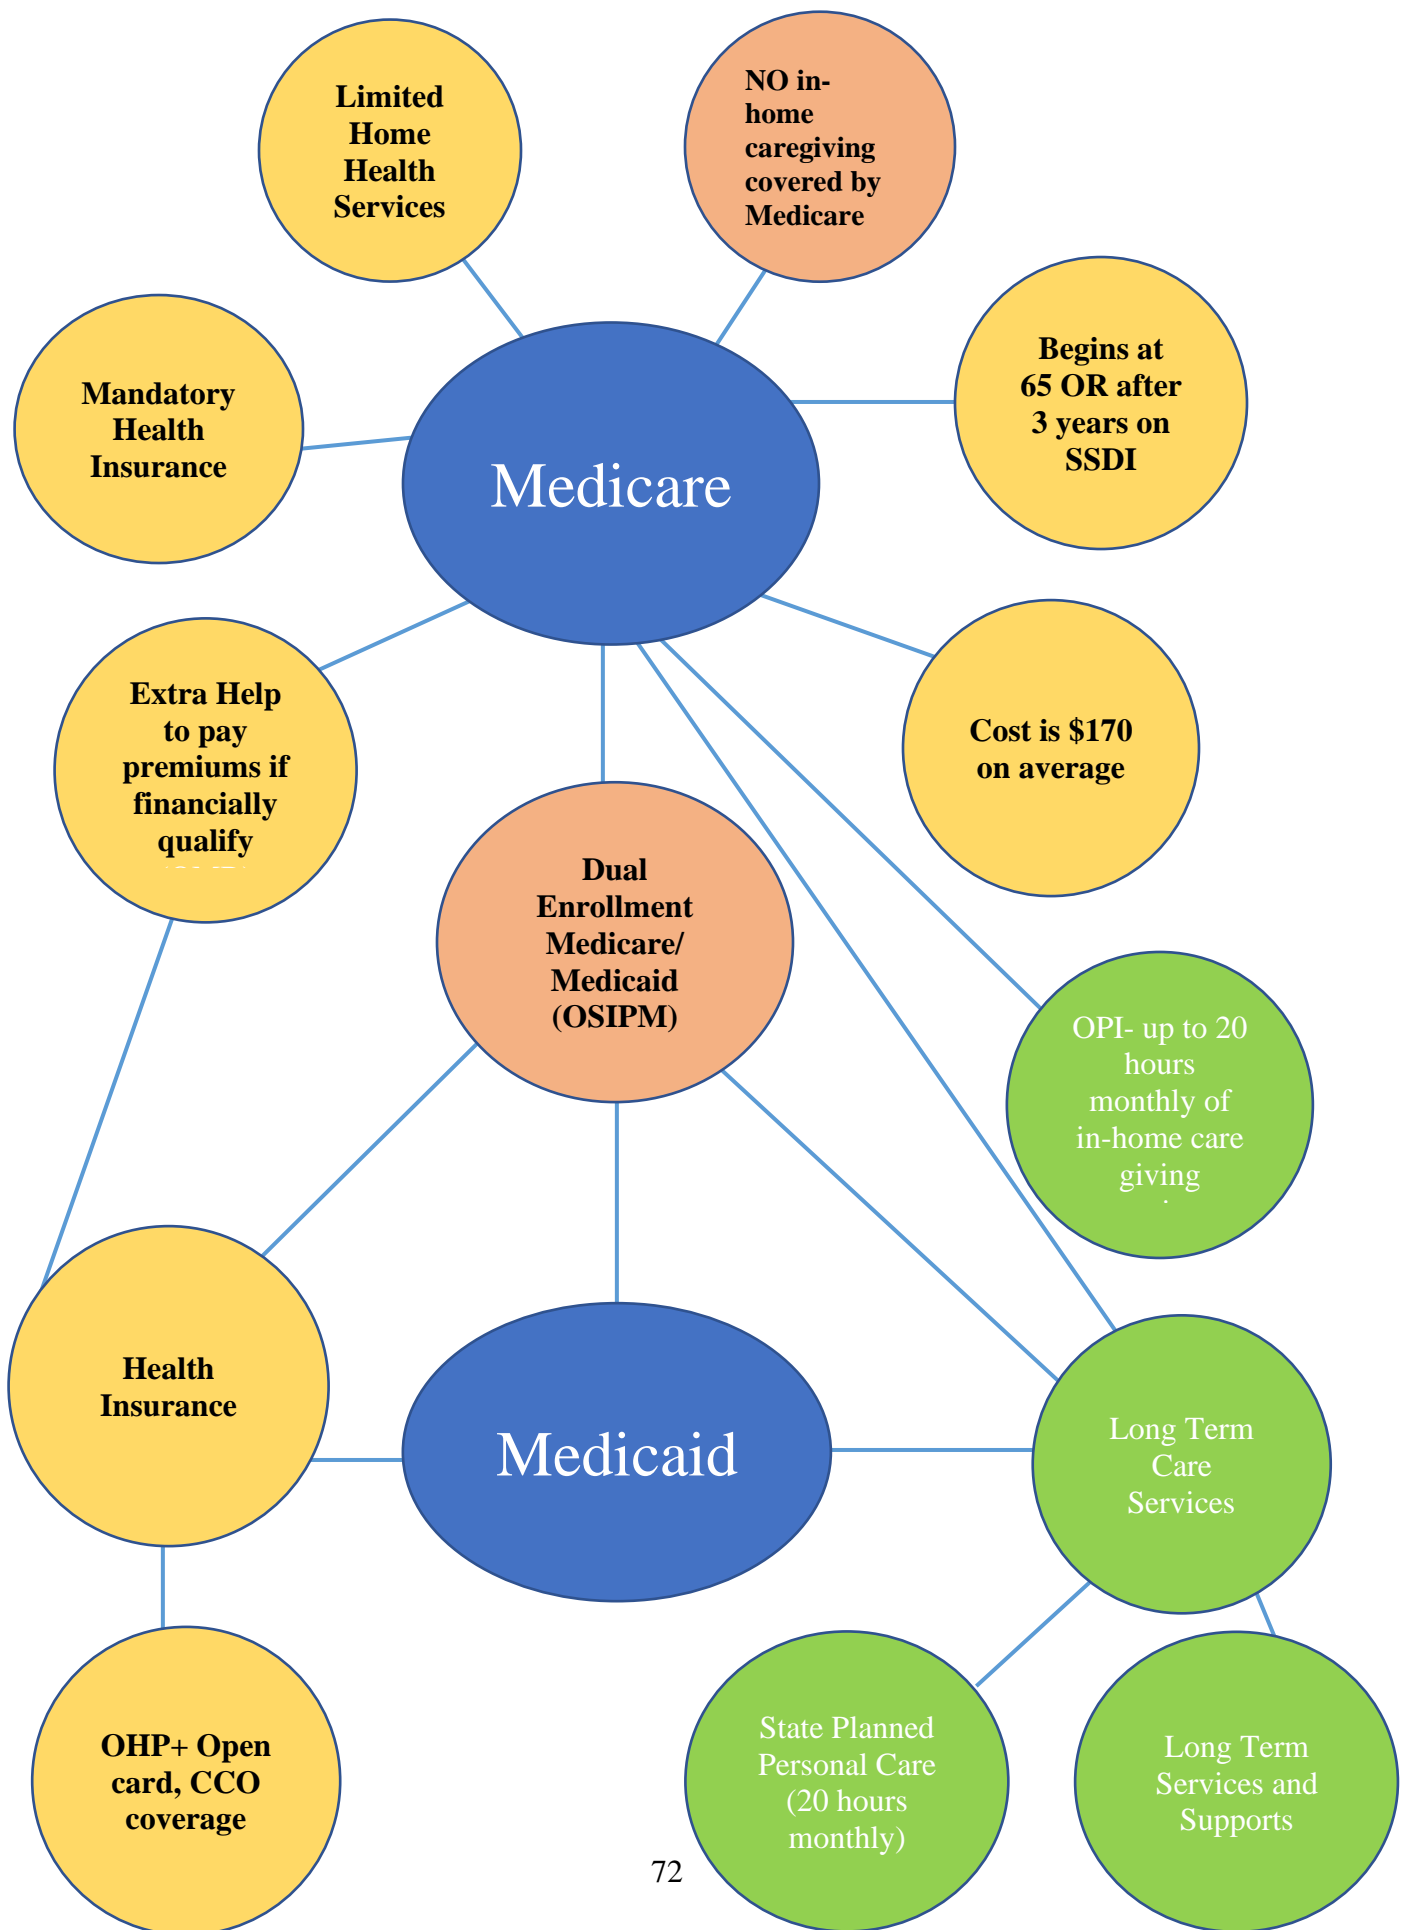 Limited
Home
Health
Services
NO in-
home
caregiving
covered by
Medicare
Begins at
65 OR after
3 years on
SSDI
Mandatory
Health
Insurance
Medicare
Extra Help
to pay
premiums if
financially
qualify
Cost is $170
on average
Dual
Enrollment
Medicare/
Medicaid
(OSIPM)
OPI- up to 20
hours
monthly of
in-home care
giving
Health
Insurance
Medicaid
Long Term
Care
Services
OHP+ Open
card, CCO
coverage
State Planned
Personal Care
(20 hours
monthly)
Long Term
Services and
Supports
72